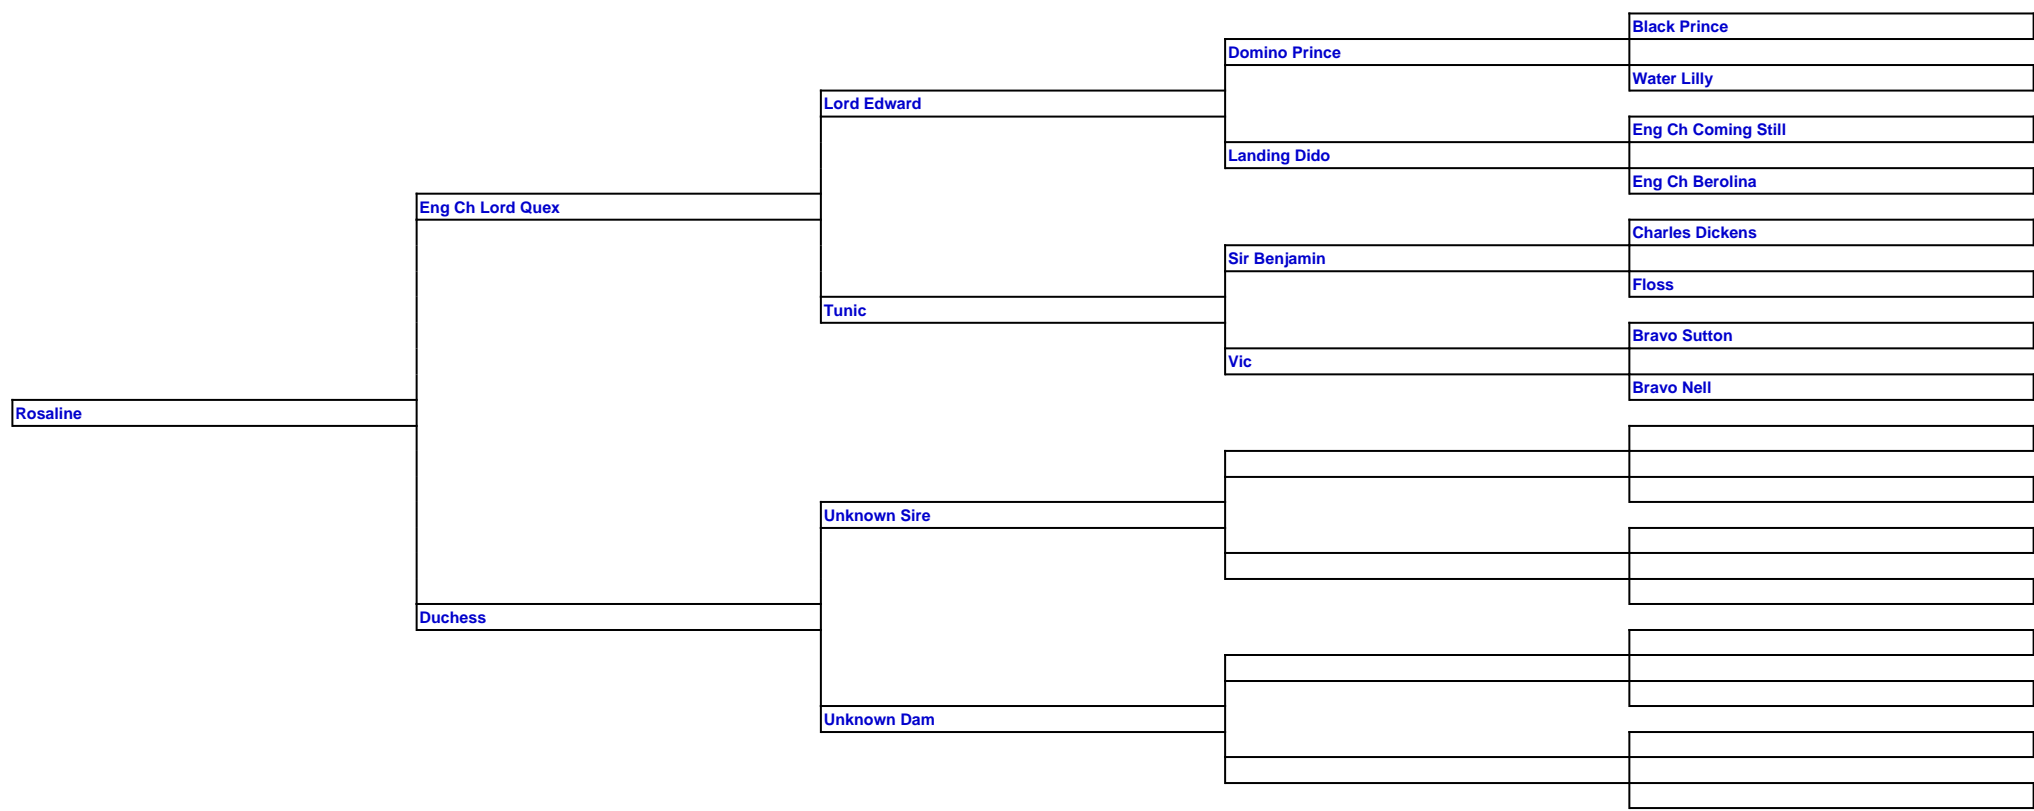 Black Prince
Domino Prince
Water Lilly
Lord Edward
Eng Ch Coming Still
Landing Dido
Eng Ch Berolina
Eng Ch Lord Quex
Charles Dickens
Sir Benjamin
Floss
Tunic
Bravo Sutton
Vic
Bravo Nell
Rosaline
Unknown Sire
Duchess
Unknown Dam